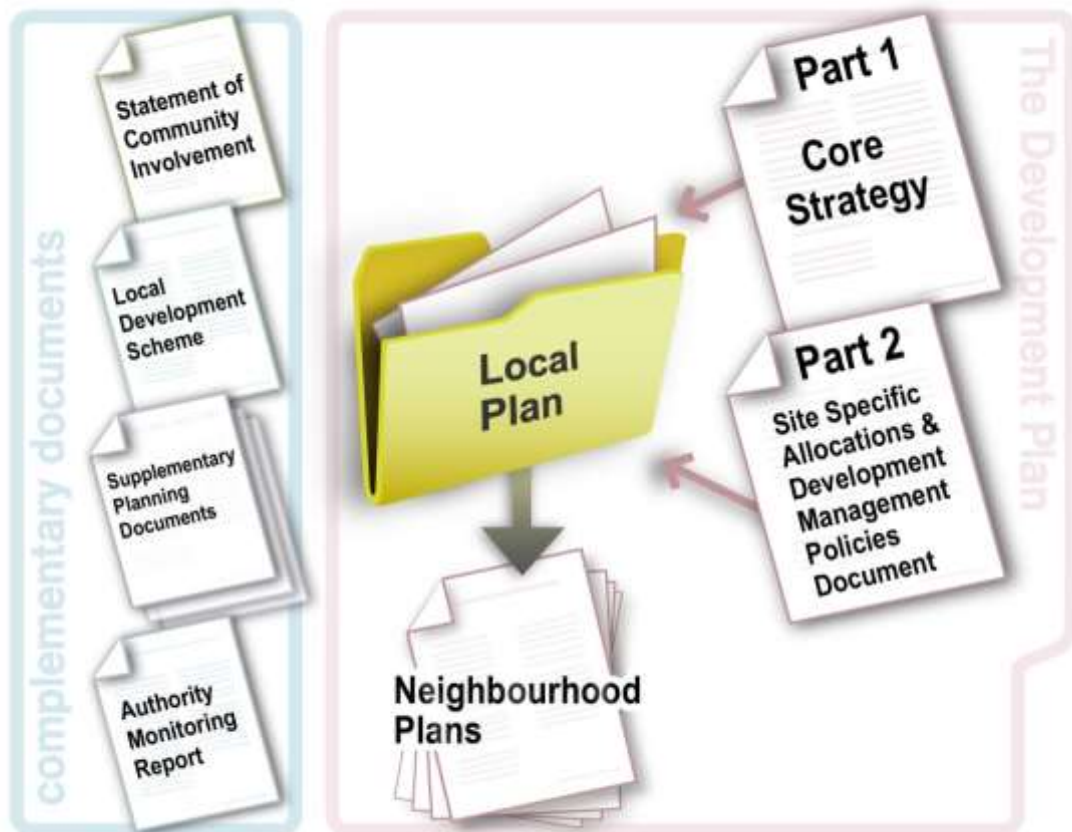 complementary documents
Statement of
Community
Involvement
Local
Development
Scheme
Supplementary
Planning
Documents
Authority
Monitoring
Report
The Development Plan
Part 1
Core
Strategy
Part 2
Site Specific
Allocations &
Development
Management
Policies
Document
Local
Plan
Neighbourhood
Plans